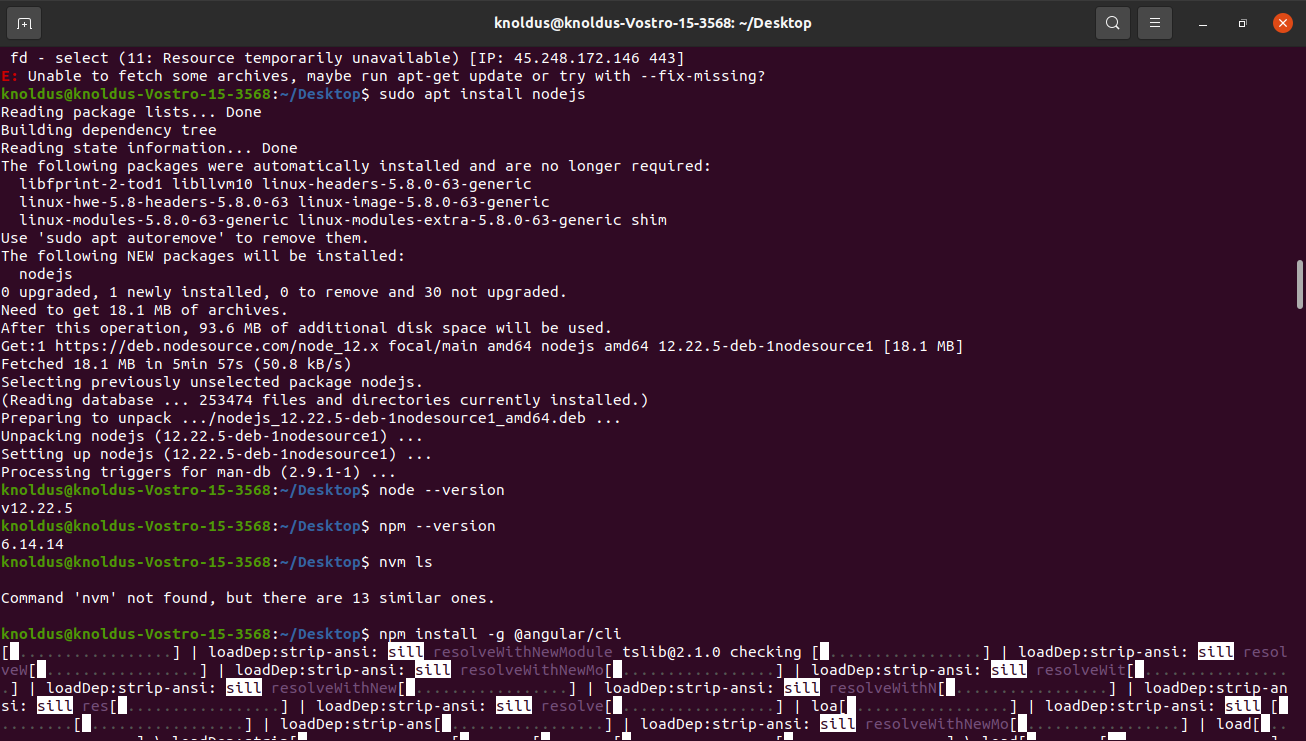 knoldus@knoldus-Vostro-15-3568: ~/Desktop
fd - select (11: Resource temporarily unavailable) [IP: 45.248.172.146 443]
E: Unable to fetch some archives, maybe run apt-get update or try with --fix-missing?
knoldus@knoldus-Vostro-15-3568:~/Desktop$ sudo apt install nodejs
Reading package lists... Done
Building dependency tree
Reading state information... Done
The following packages were automatically installed and are no longer required:
  libfprint-2-tod1 libllvm10 linux-headers-5.8.0-63-generic
  linux-hwe-5.8-headers-5.8.0-63 linux-image-5.8.0-63-generic
  linux-modules-5.8.0-63-generic linux-modules-extra-5.8.0-63-generic shim
Use 'sudo apt autoremove' to remove them.
The following NEW packages will be installed:
  nodejs
0 upgraded, 1 newly installed, 0 to remove and 30 not upgraded.
Need to get 18.1 MB of archives.
After this operation, 93.6 MB of additional disk space will be used.
Get:1 https://deb.nodesource.com/node_12.x focal/main amd64 nodejs amd64 12.22.5-deb-1nodesource1 [18.1 MB]
Fetched 18.1 MB in 5min 57s (50.8 kB/s)
Selecting previously unselected package nodejs.
(Reading database ... 253474 files and directories currently installed.)
Preparing to unpack .../nodejs_12.22.5-deb-1nodesource1_amd64.deb ...
Unpacking nodejs (12.22.5-deb-1nodesource1) ...
Setting up nodejs (12.22.5-deb-1nodesource1) ...
Processing triggers for man-db (2.9.1-1) ...
knoldus@knoldus-Vostro-15-3568:~/Desktop$ node --version
v12.22.5
knoldus@knoldus-Vostro-15-3568:~/Desktop$ npm --version
6.14.14
knoldus@knoldus-Vostro-15-3568:~/Desktop$ nvm ls
Command 'nvm' not found, but there are 13 similar ones.
knoldus@knoldus-Vostro-15-3568:~/Desktop$ npm install -g @angular/cli
[ .................] | loadDep:strip-ansi: sill resolveWithNewModule tslib@2.1.0 checking [ .................] | loadDep:strip-ansi: sill resol
veW[ .................] | loadDep:strip-ansi: sill resolveWithNewMo[ .................] | loadDep:strip-ansi: sill resolveWit[ ................
.] | loadDep:strip-ansi: sill resolveWithNew[ .................] | loadDep:strip-ansi: sill resolveWithN[ .................] | loadDep:strip-an
si: sill res[ .................] | loadDep:strip-ansi: sill resolve[ .................] | loa[ .................] | loadDep:strip-ansi: sill [
........[ .................] | loadDep:strip-ans[ .................] | loadDep:strip-ansi: sill resolveWithNewMo[ .................] | load[ ..